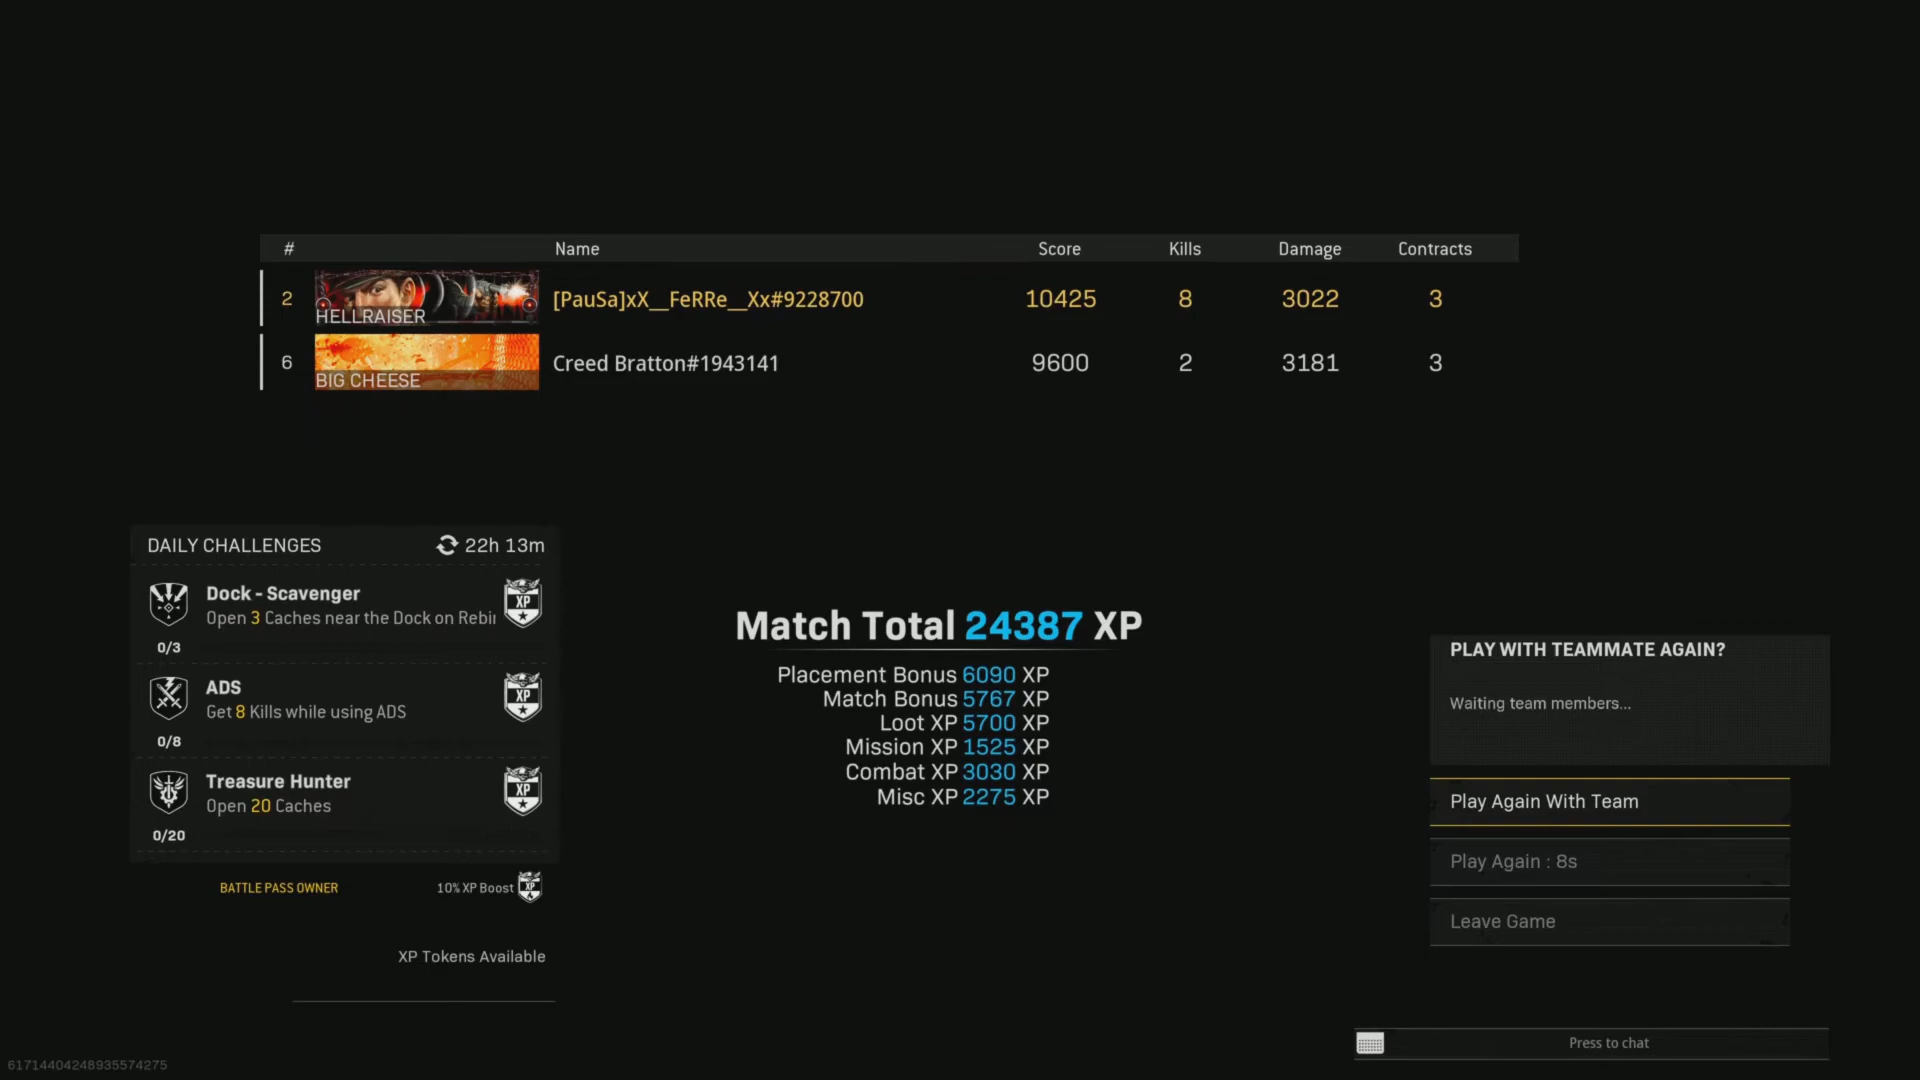 # Name Score Kills Damage Contracts
2 HELLRAISER [PauSa]xX__FeRRe__Xx#9228700 10425 8 3022 3
6 BIG CHEESE Creed Bratton#1943141 9600 2 3181 3
DAILY CHALLENGES 22h 13m
Dock - Scavenger
Open 3 Caches near the Dock on Rebir
XP
0/3
ADS
Get 8 Kills while using ADS
XP
0/8
Treasure Hunter
Open 20 Caches
XP
0/20
BATTLE PASS OWNER 10% XP Boost XP
XP Tokens Available
Match Total 24387 XP
Placement Bonus 6090 XP
Match Bonus 5767 XP
Loot XP 5700 XP
Mission XP 1525 XP
Combat XP 3030 XP
Misc XP 2275 XP
PLAY WITH TEAMMATE AGAIN?
Waiting team members...
Play Again With Team
Play Again : 8s
Leave Game
Press to chat
61714404248935574275